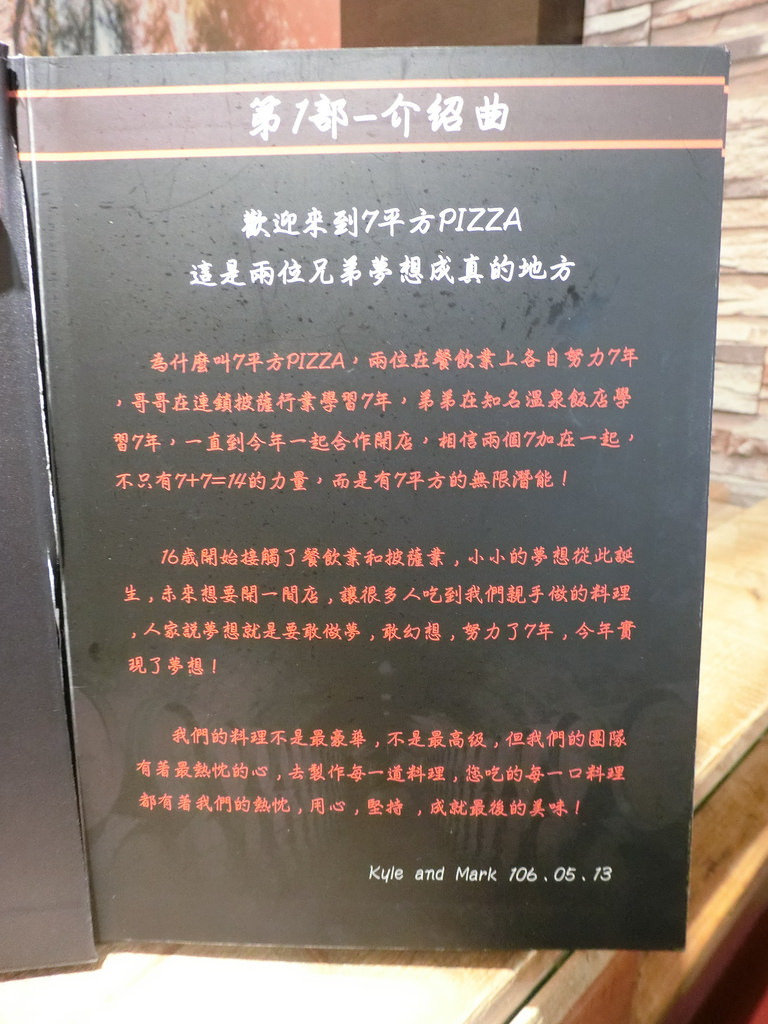 第1部-介紹曲
歡迎來到7平方PIZZA
這是兩位兄弟夢想成真的地方
為什麼叫7平方PIZZA，兩位在餐飲業上各自努力7年
，哥哥在連鎖披薩行業學習7年，弟弟在知名溫泉飯店學
習7年，一直到今年一起合作開店，相信兩個7加在一起，
不只有7+7=14的力量，而是有7平方的無限潛能！
16歲開始接觸了餐飲業和披薩業，小小的夢想從此誕
生，未來想要開一間店，讓很多人吃到我們親手做的料理
，人家說夢想就是要敢做夢，敢幻想，努力了7年，今年實
現了夢想！
我們的料理不是最豪華，不是最高級，但我們的團隊
有著最熱忱的心，去製作每一道料理，您吃的每一口料理
都有著我們的熱忱，用心，堅持，成就最後的美味！
Kyle and Mark 106、05、13